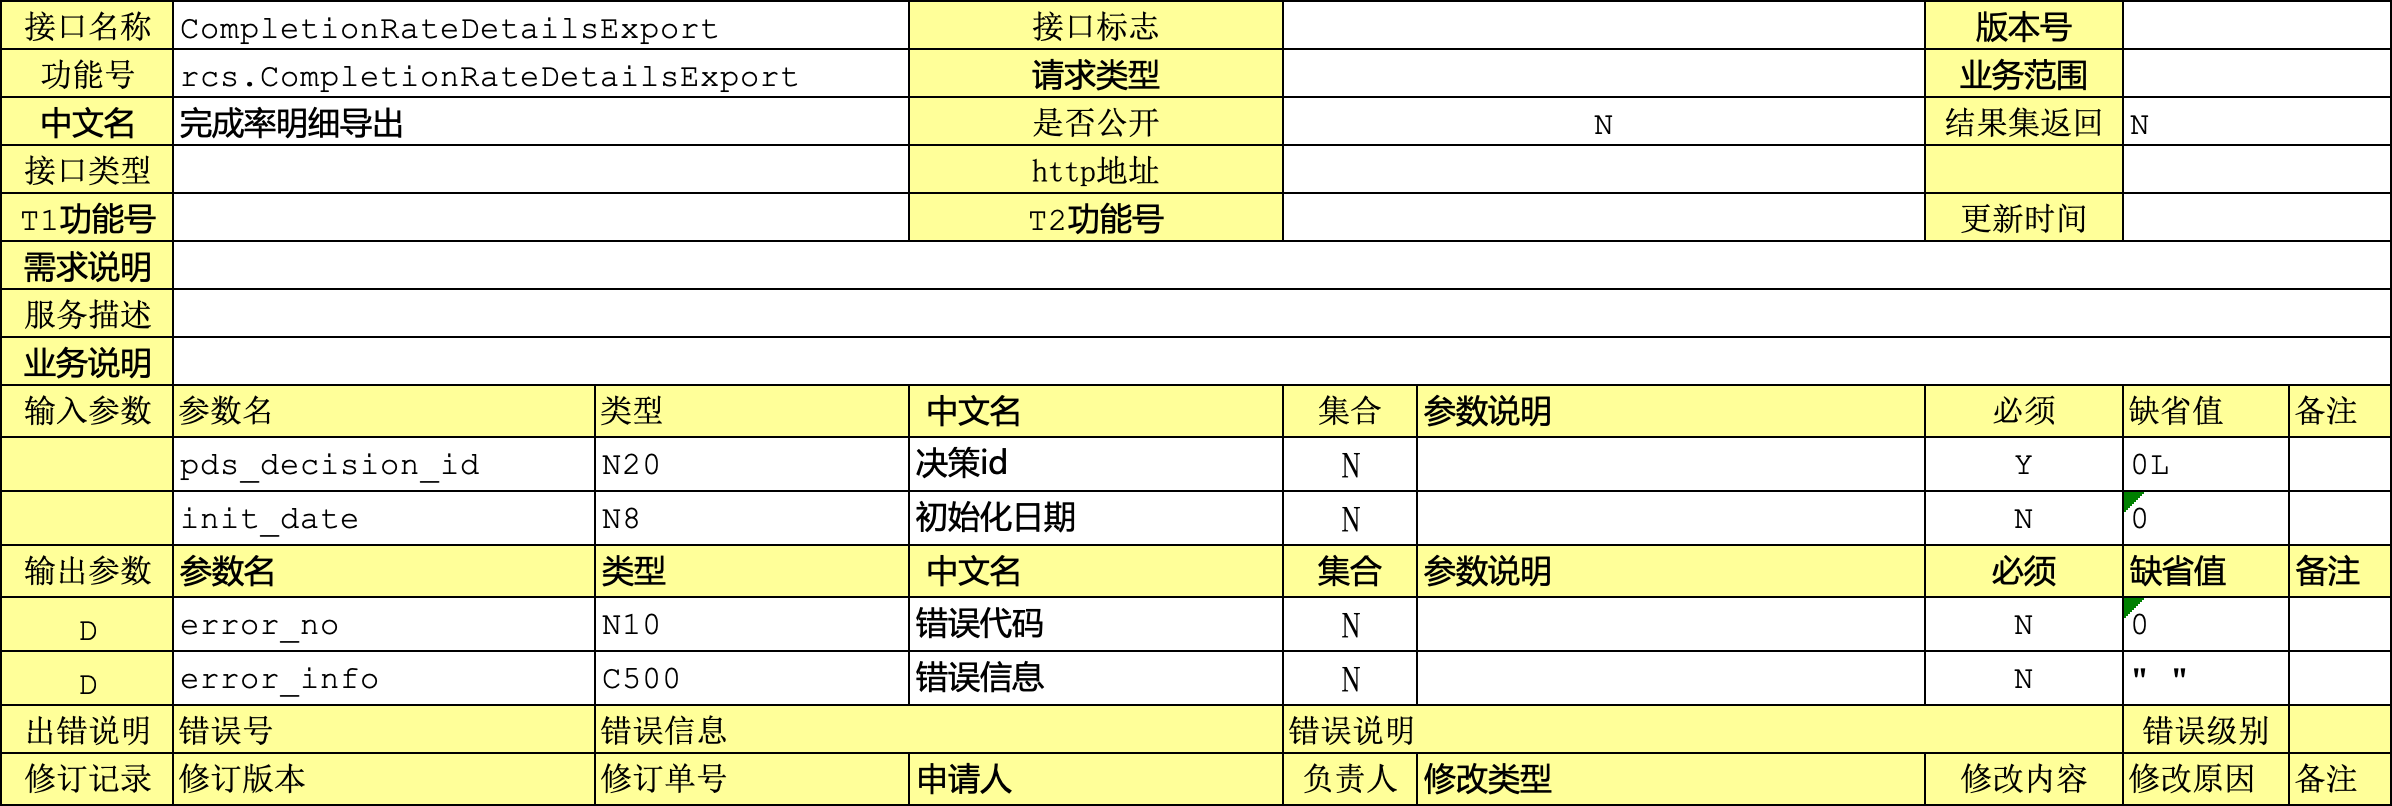 接口名称 CompletionRateDetailsExport 接口标志 版本号
功能号 rcs.CompletionRateDetailsExport 请求类型 业务范围
中文名 完成率明细导出 是否公开 N 结果集返回 N
接口类型 http地址
T1功能号 T2功能号 更新时间
需求说明
服务描述
业务说明
输入参数 参数名 类型 中文名 集合 参数说明 必须 缺省值 备注
pds_decision_id N20 决策id N Y 0L
init_date N8 初始化日期 N N 0
输出参数 参数名 类型 中文名 集合 参数说明 必须 缺省值 备注
D error_no N10 错误代码 N N 0
D error_info C500 错误信息 N N " "
出错说明 错误号 错误信息 错误说明 错误级别
修订记录 修订版本 修订单号 申请人 负责人 修改类型 修改内容 修改原因 备注